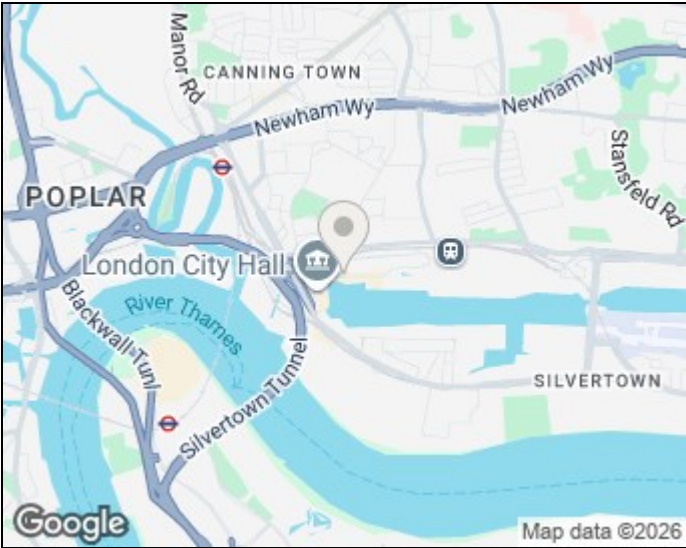 Manor Rd
CANNING TOWN
Newham Wy
Newham Wy
Stansfeld Rd
POPLAR
London City Hall
River Thames
Blackwall Tunl
Silvertown Tunnel
SILVERTOWN
Google
Map data ©2026